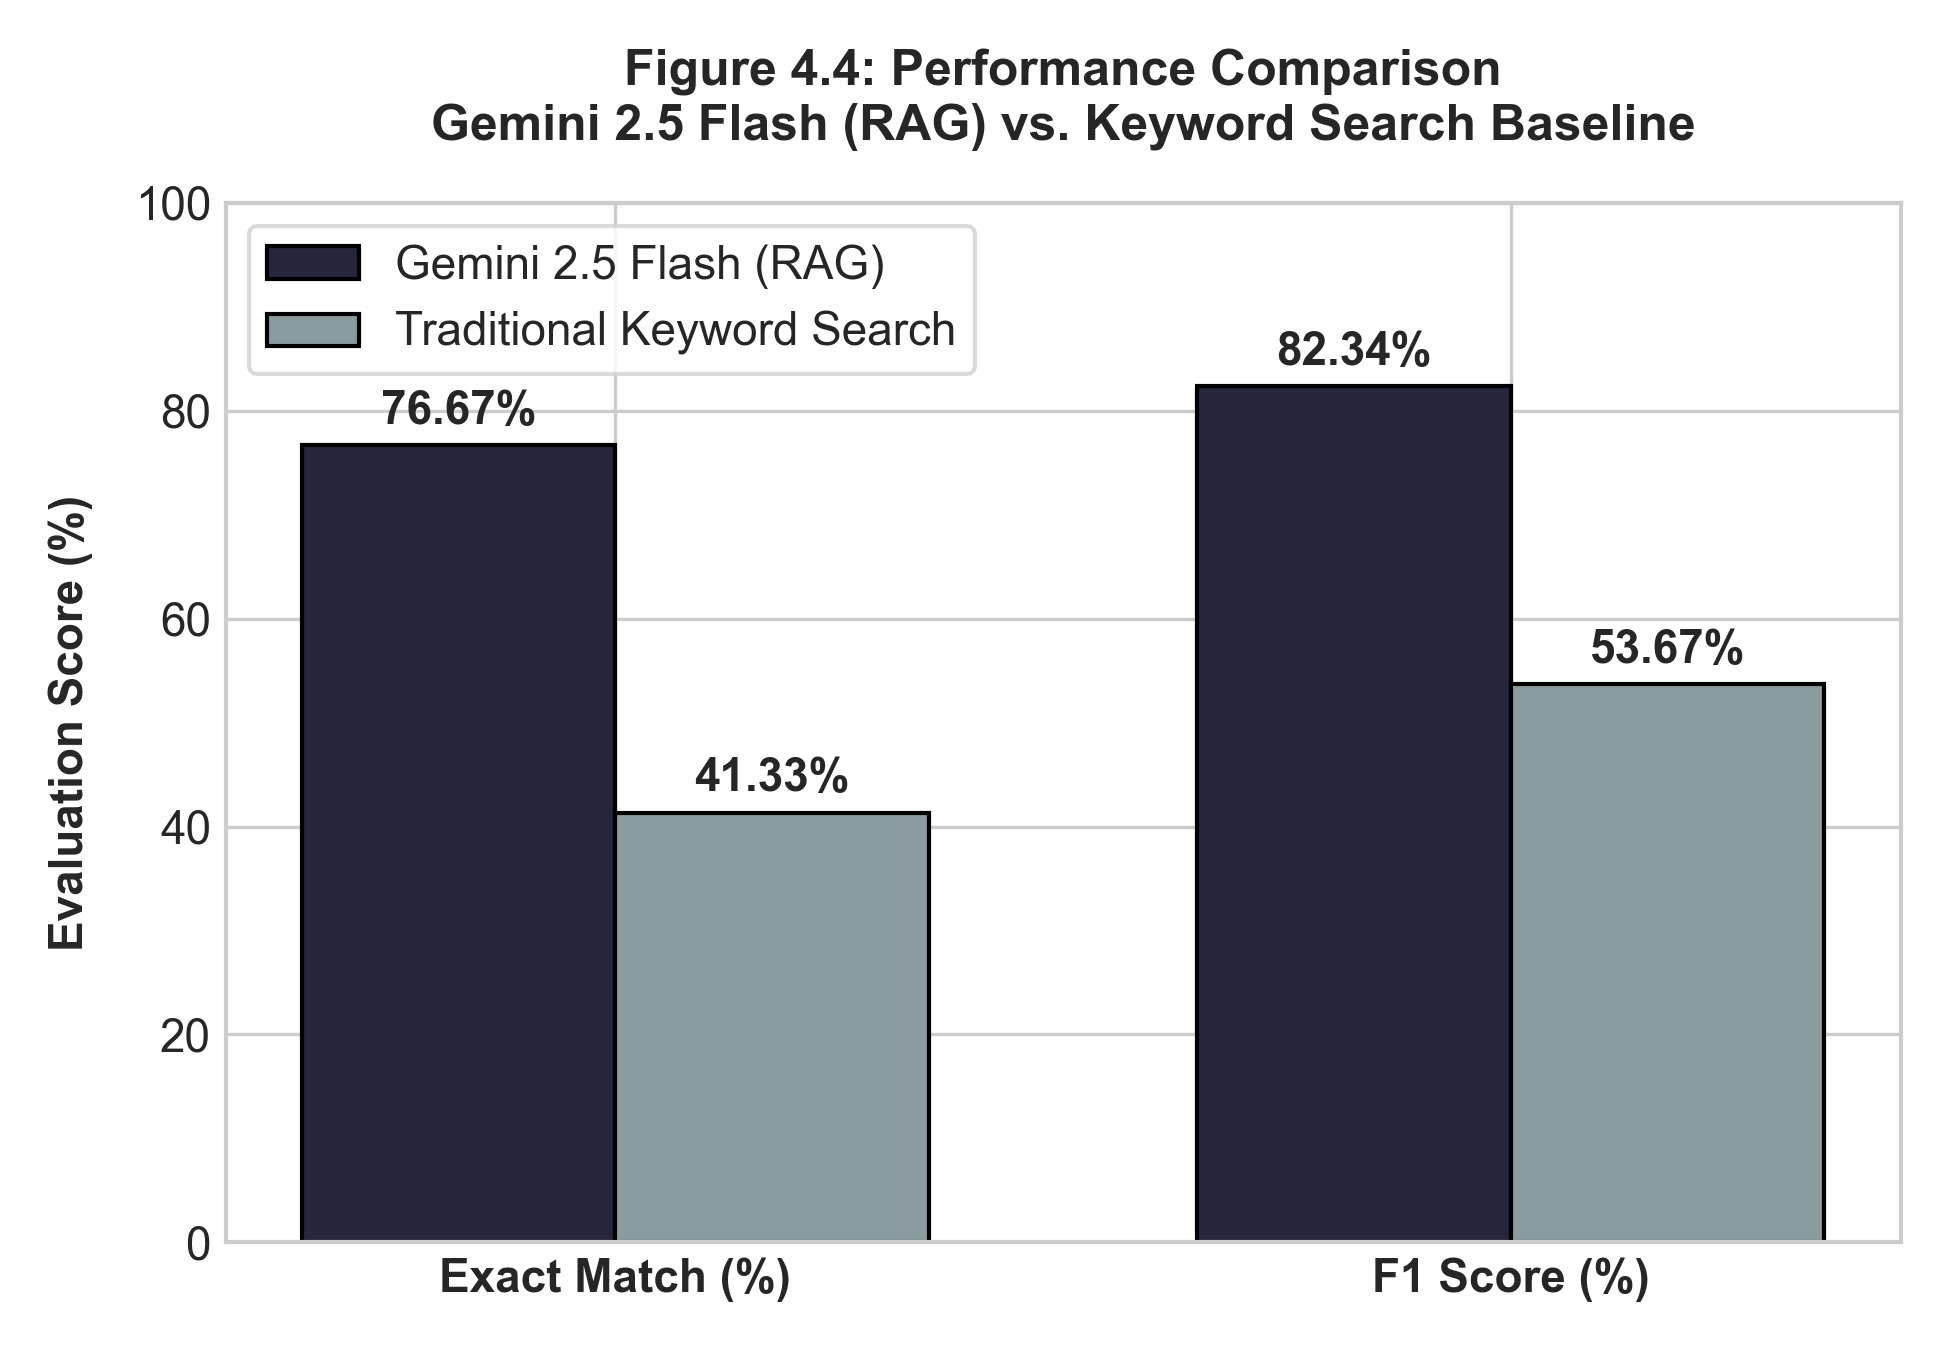 Figure 4.4: Performance Comparison
Gemini 2.5 Flash (RAG) vs. Keyword Search Baseline
Evaluation Score (%)
100
80
60
40
20
0
Gemini 2.5 Flash (RAG)
Traditional Keyword Search
76.67%
41.33%
82.34%
53.67%
Exact Match (%)
F1 Score (%)